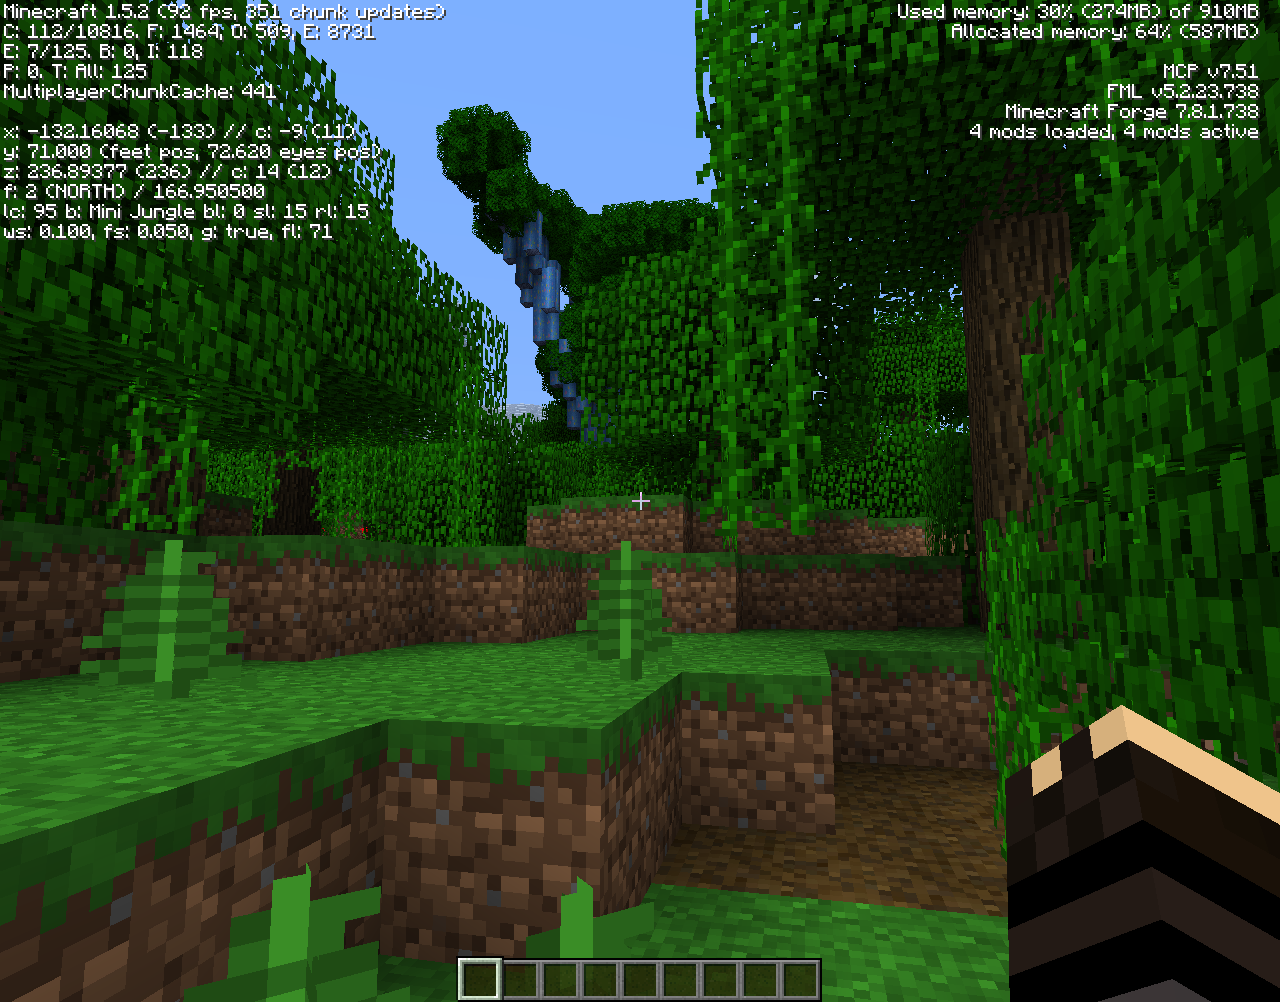 Minecraft 1.5.2 (92 fps, 351 chunk updates)
C: 112/10816. F: 1464, O: 509, E: 8731
E: 7/125. B: 0, I: 118
P: 0. T: All: 125
MultiplayerChunkCache: 441
x: -132.16068 (-133) // c: -9 (11)
y: 71.000 (feet pos, 72.620 eyes pos)
z: 236.89377 (236) // c: 14 (12)
f: 2 (NORTH) / 166.950500
lc: 95 b: Mini Jungle bl: 0 sl: 15 rl: 15
ws: 0.100, fs: 0.050, g: true, fl: 71
Used memory: 30% (274MB) of 910MB
Allocated memory: 64% (587MB)
MCP v7.51
FML v5.2.23.738
Minecraft Forge 7.8.1.738
4 mods loaded, 4 mods active